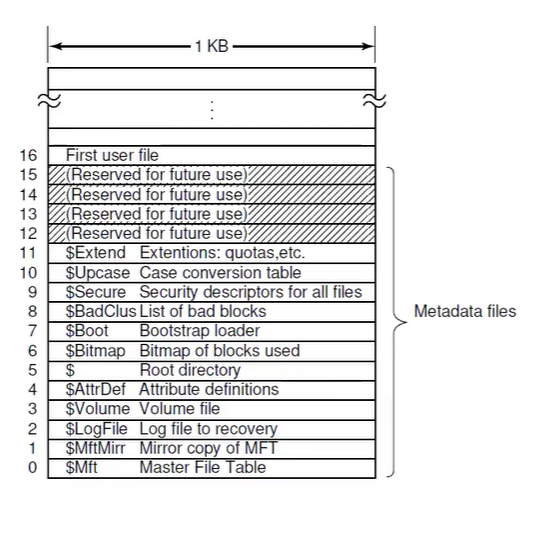 1 KB
16 First user file
15 (Reserved for future use)
14 (Reserved for future use)
13 (Reserved for future use)
12 (Reserved for future use)
11 $Extend Extentions: quotas,etc.
10 $Upcase Case conversion table
9 $Secure Security descriptors for all files
8 $BadClus List of bad blocks
7 $Boot Bootstrap loader
6 $Bitmap Bitmap of blocks used
5 $ Root directory
4 $AttrDef Attribute definitions
3 $Volume Volume file
2 $LogFile Log file to recovery
1 $MftMirr Mirror copy of MFT
0 $Mft Master File Table
Metadata files